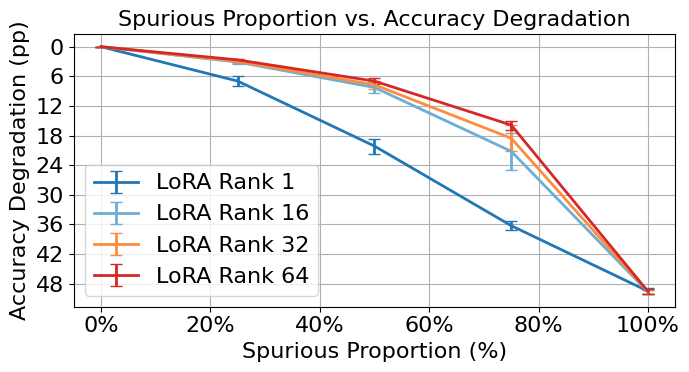 Spurious Proportion vs. Accuracy Degradation
Accuracy Degradation (pp)
0
6
12
18
24
30
36
42
48
LoRA Rank 1
LoRA Rank 16
LoRA Rank 32
LoRA Rank 64
0%
20%
40%
60%
80%
100%
Spurious Proportion (%)